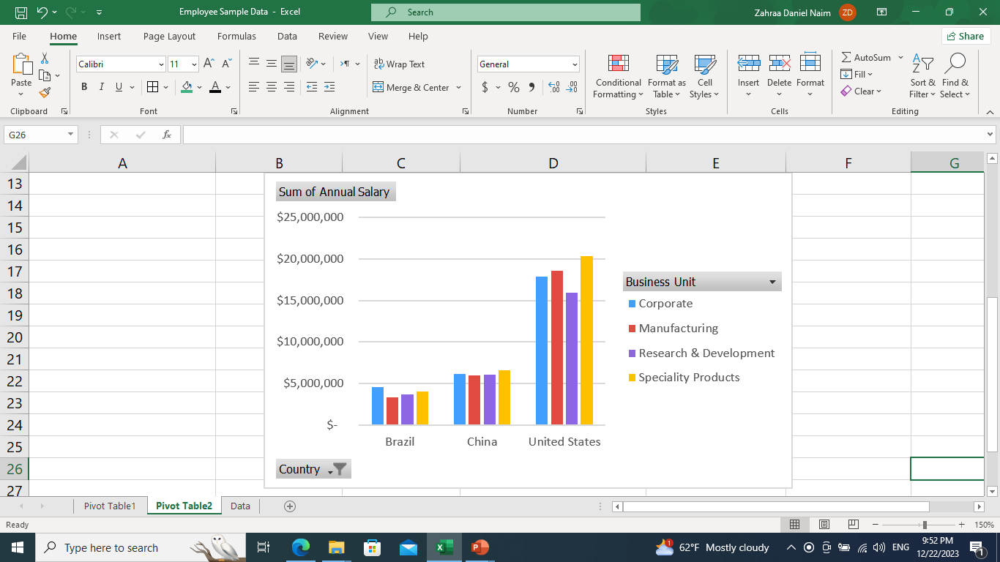 Employee Sample Data - Excel
Search
Zahraa Daniel Naim
ZD
File Home Insert Page Layout Formulas Data Review View Help
Share
Paste
Calibri
11
B I U
A A A
ab Wrap Text
Merge & Center
General
$ % 9
Conditional Formatting
Format as Table
Cell Styles
Insert Delete Format
AutoSum
Fill
Clear
Sort & Filter
Find & Select
Clipboard Font Alignment Number Styles Cells Editing
G26
fx
A B C D E F G
13
14
15
16
17
18
19
20
21
22
23
24
25
26
27
Sum of Annual Salary
$25,000,000
$20,000,000
$15,000,000
$10,000,000
$5,000,000
$-
Brazil China United States
Business Unit
Corporate
Manufacturing
Research & Development
Speciality Products
Country
Pivot Table1 Pivot Table2 Data
Ready
150%
Type here to search
1
62°F Mostly cloudy
ENG
9:52 PM
12/22/2023
1